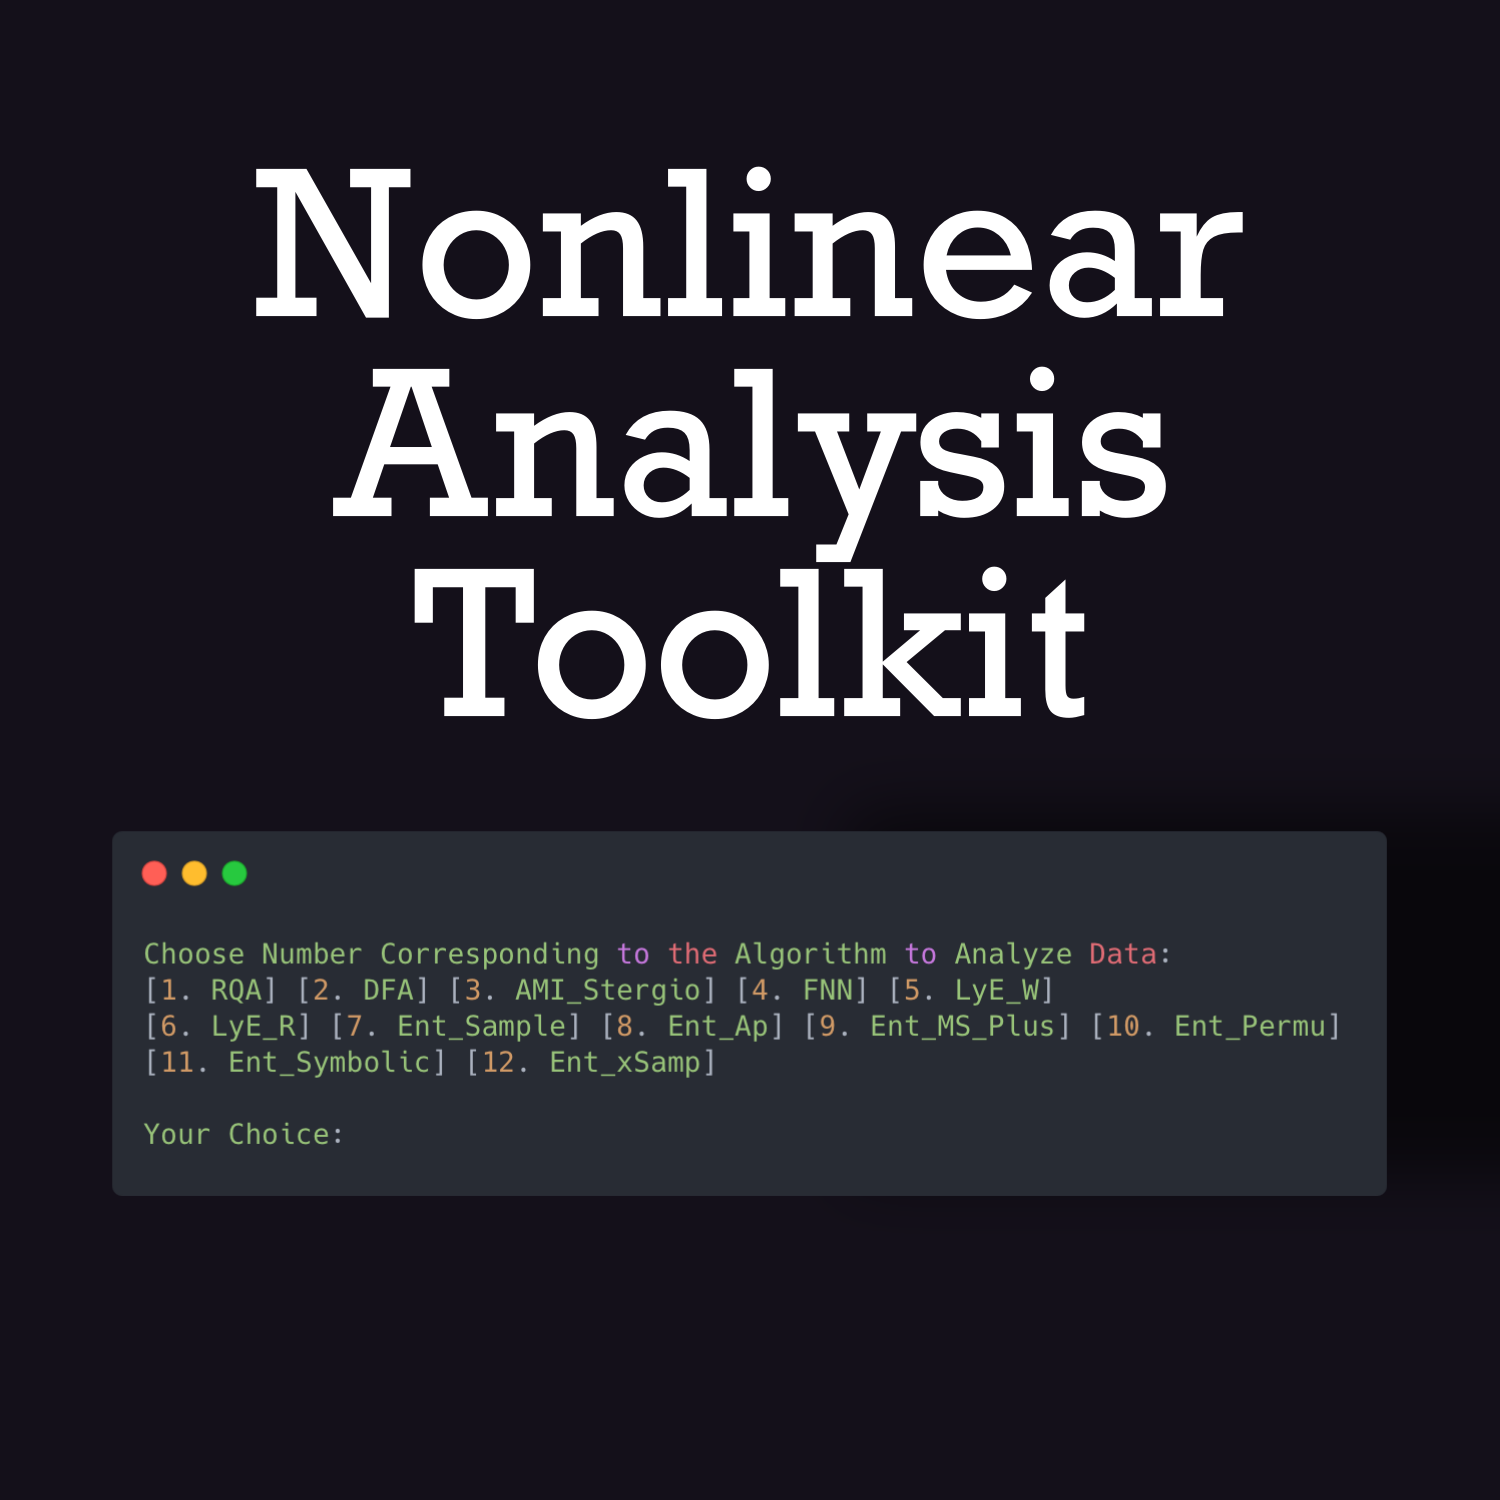 Nonlinear
Analysis
Toolkit
Choose Number Corresponding to the Algorithm to Analyze Data:
[1. RQA] [2. DFA] [3. AMI_Stergio] [4. FNN] [5. LyE_W]
[6. LyE_R] [7. Ent_Sample] [8. Ent_Ap] [9. Ent_MS_Plus] [10. Ent_Permu]
[11. Ent_Symbolic] [12. Ent_xSamp]
Your Choice: